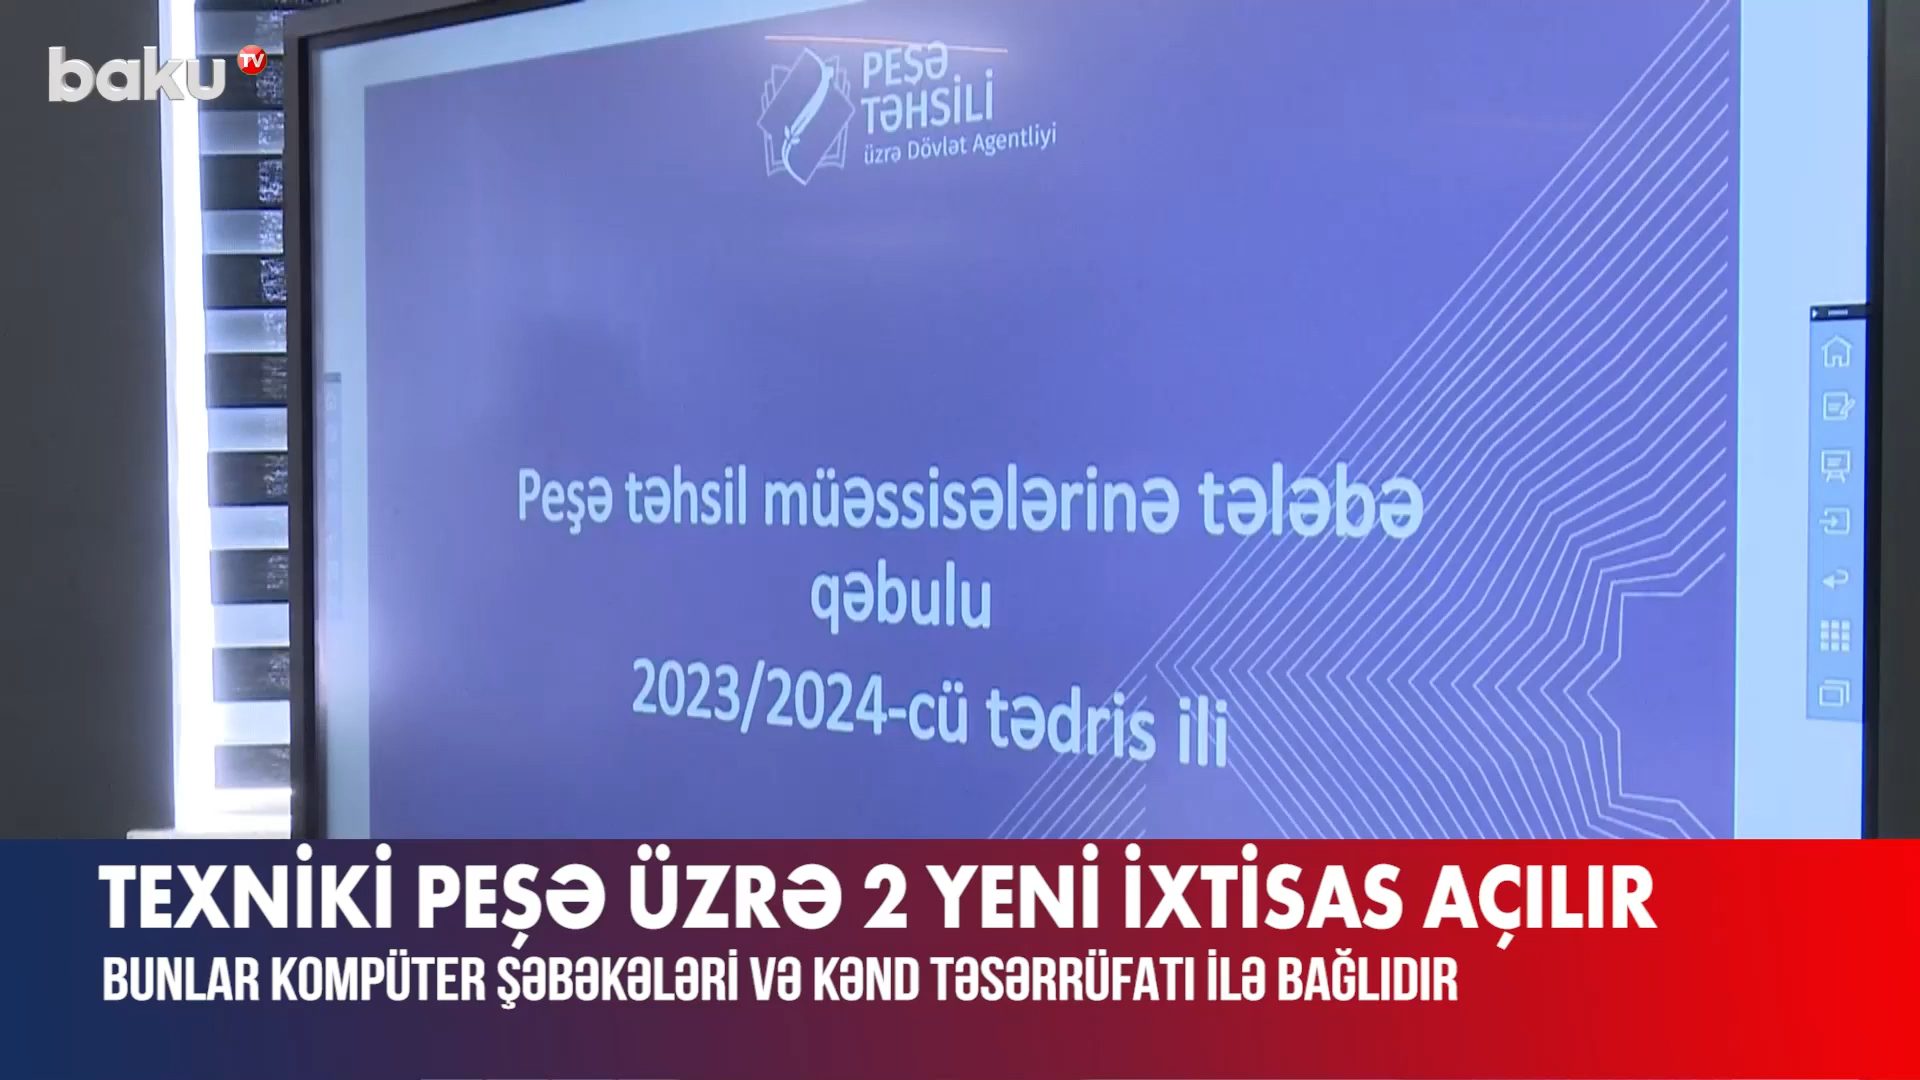 baku TV
PEŞƏ
TƏHSİLİ
üzrə Dövlət Agentliyi
Peşə təhsil müəssisələrinə tələbə
qəbulu
2023/2024-cü tədris ili
TEXNİKİ PEŞƏ ÜZRƏ 2 YENİ İXTİSAS AÇILIR
BUNLAR KOMPÜTER ŞƏBƏKƏLƏRİ VƏ KƏND TƏSƏRRÜFATI İLƏ BAĞLIDIR